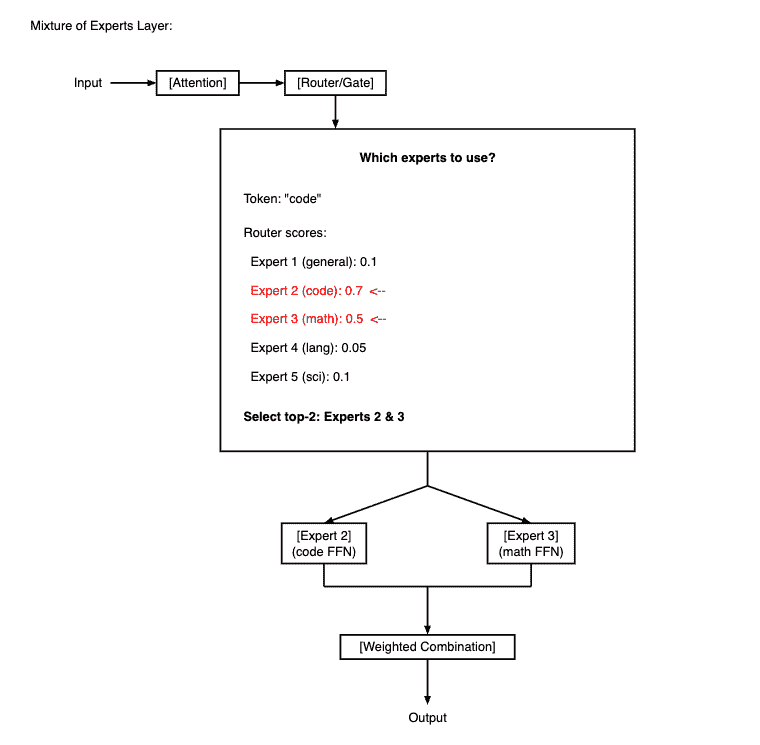 Mixture of Experts Layer:
Input [Attention] [Router/Gate]
Which experts to use?
Token: "code"
Router scores:
Expert 1 (general): 0.1
Expert 2 (code): 0.7 <--
Expert 3 (math): 0.5 <--
Expert 4 (lang): 0.05
Expert 5 (sci): 0.1
Select top-2: Experts 2 & 3
[Expert 2]
(code FFN)
[Expert 3]
(math FFN)
[Weighted Combination]
Output